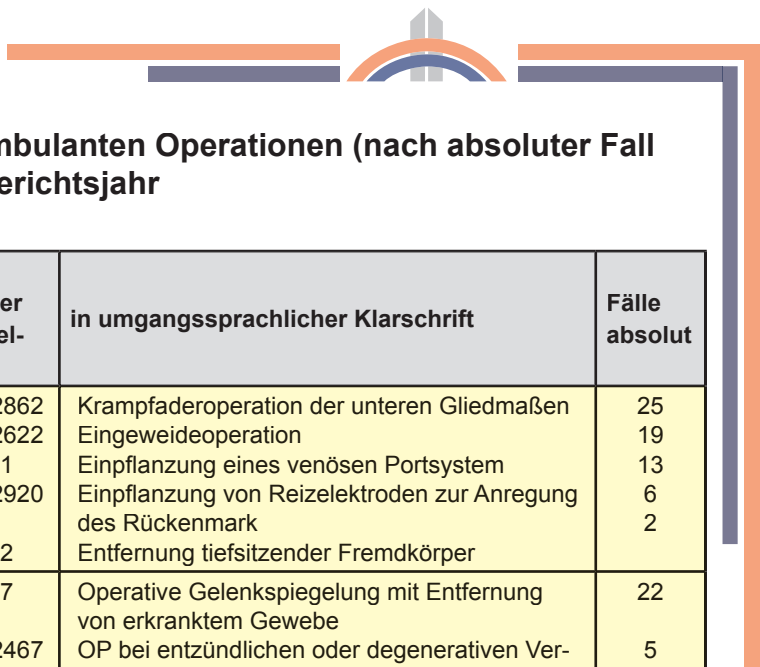 mbulanten Operationen (nach absoluter Fall
erichtsjahr
er
el-
in umgangssprachlicher Klarschrift
Fälle
absolut
2862 Krampfaderoperation der unteren Gliedmaßen 25
2622 Eingeweideoperation 19
1 Einpflanzung eines venösen Portsystem 13
2920 Einpflanzung von Reizelektroden zur Anregung 6
des Rückenmark 2
2 Entfernung tiefsitzender Fremdkörper
7 Operative Gelenkspiegelung mit Entfernung 22
von erkranktem Gewebe
2467 OP bei entzündlichen oder degenerativen Ver- 5